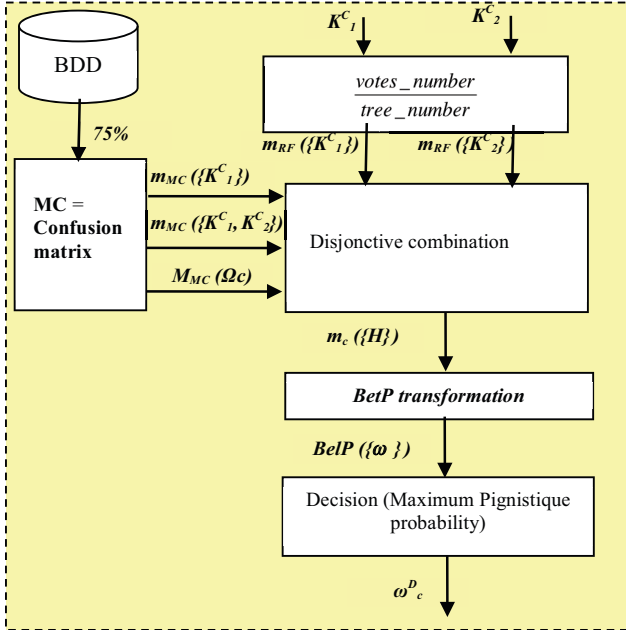 K^C_1
K^C_2
BDD
votes_number
tree_number
75%
m_RF ({K^C_1})
m_RF ({K^C_2})
m_MC ({K^C_1})
MC =
Confusion
matrix
m_MC ({K^C_1, K^C_2})
Disjonctive combination
M_MC (Ωc)
m_c ({H})
BetP transformation
BelP ({ω })
Decision (Maximum Pignistique
probability)
ω^D_c